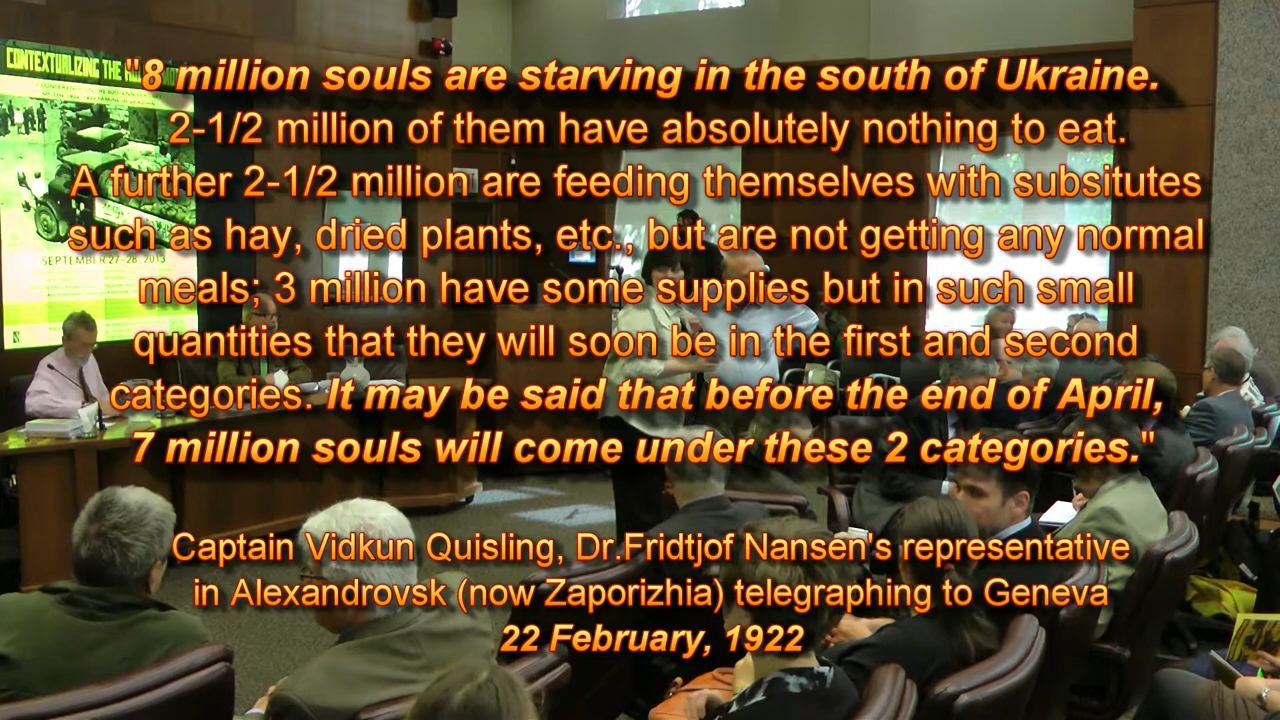 CONTEXTUALIZING THE
"8 million souls are starving in the south of Ukraine.
2-1/2 million of them have absolutely nothing to eat.
A further 2-1/2 million are feeding themselves with subsitutes
such as hay, dried plants, etc., but are not getting any normal
SEPTEMBER 27-28, 2013
meals; 3 million have some supplies but in such small
quantities that they will soon be in the first and second
categories. It may be said that before the end of April,
7 million souls will come under these 2 categories."
Captain Vidkun Quisling, Dr.Fridtjof Nansen's representative
in Alexandrovsk (now Zaporizhia) telegraphing to Geneva
22 February, 1922